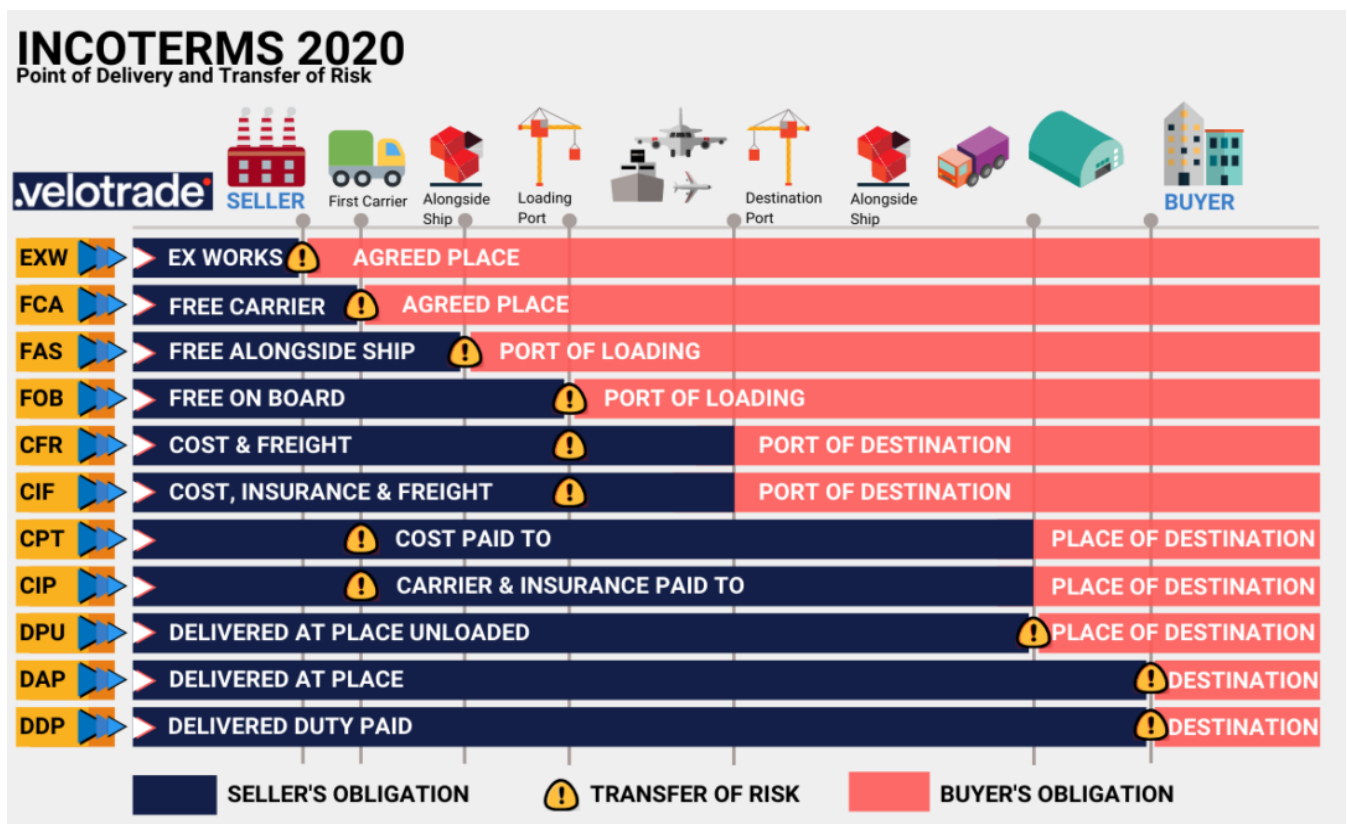 INCOTERMS 2020
Point of Delivery and Transfer of Risk
.velotrade
SELLER
First Carrier
Alongside
Ship
Loading
Port
Destination
Port
Alongside
Ship
BUYER
EXW EX WORKS AGREED PLACE
FCA FREE CARRIER AGREED PLACE
FAS FREE ALONGSIDE SHIP PORT OF LOADING
FOB FREE ON BOARD PORT OF LOADING
CFR COST & FREIGHT PORT OF DESTINATION
CIF COST, INSURANCE & FREIGHT PORT OF DESTINATION
CPT COST PAID TO PLACE OF DESTINATION
CIP CARRIER & INSURANCE PAID TO PLACE OF DESTINATION
DPU DELIVERED AT PLACE UNLOADED PLACE OF DESTINATION
DAP DELIVERED AT PLACE DESTINATION
DDP DELIVERED DUTY PAID DESTINATION
SELLER'S OBLIGATION TRANSFER OF RISK BUYER'S OBLIGATION